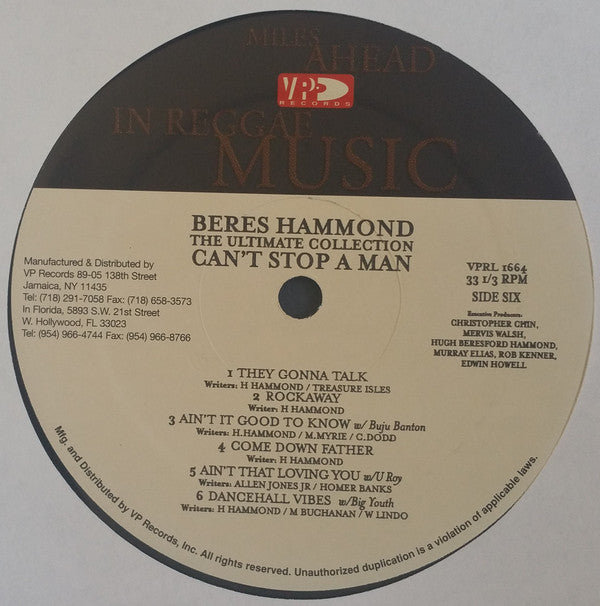 MILES
AHEAD
VP
RECORDS
IN REGGAE
MUSIC
BERES HAMMOND
THE ULTIMATE COLLECTION
CAN'T STOP A MAN
Manufactured & Distributed by
VP Records 89-05 138th Street
Jamaica, NY 11435
Tel: (718) 291-7058 Fax: (718) 658-3573
In Florida, 5893 S.W. 21st Street
W. Hollywood, FL 33023
Tel: (954) 966-4744 Fax: (954) 966-8766
VPRL 1664
33 1/3 RPM
SIDE SIX
Executive Producers:
CHRISTOPHER CHIN,
MERVIS WALSH,
HUGH BERESFORD HAMMOND,
MURRAY ELIAS, ROB KENNER,
EDWIN HOWELL
1 THEY GONNA TALK
Writers: H HAMMOND / TREASURE ISLES
2 ROCKAWAY
Writer: H HAMMOND
3 AIN'T IT GOOD TO KNOW w/ Buju Banton
Writers: H.HAMMOND / M.MYRIE / C.DODD
4 COME DOWN FATHER
Writer: H HAMMOND
5 AIN'T THAT LOVING YOU w/U Roy
Writers: ALLEN JONES JR / HOMER BANKS
6 DANCEHALL VIBES w/Big Youth
Writers: H HAMMOND / M BUCHANAN / W LINDO
Mfg. and Distributed by VP Records, Inc. All rights reserved. Unauthorized duplication is a violation of applicable laws.